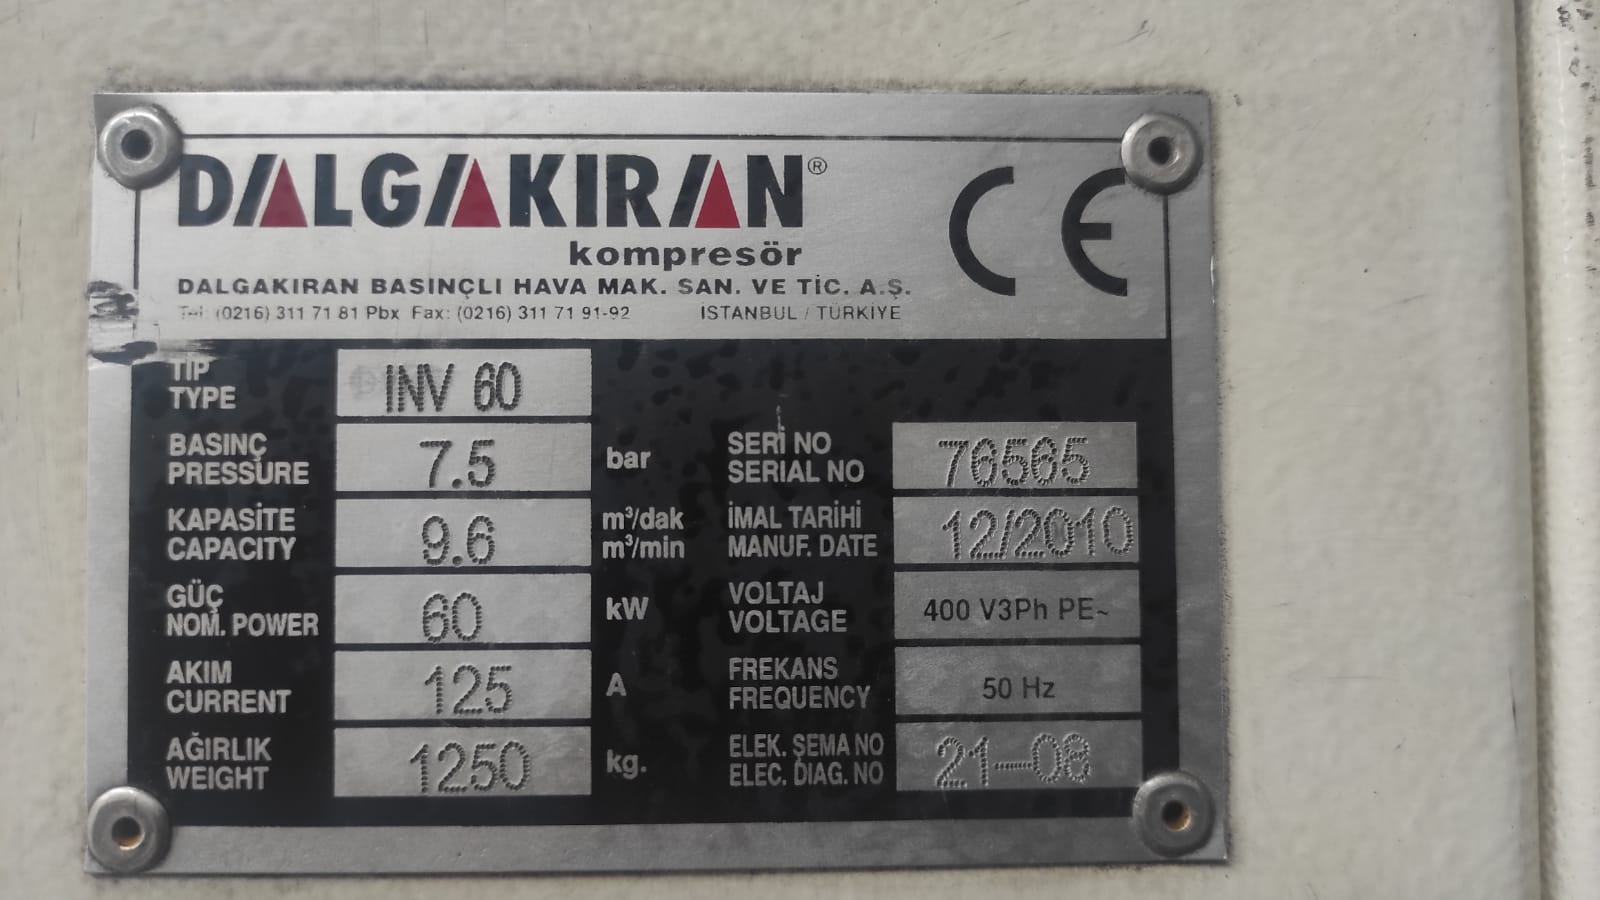 DALGAKIRAN®
kompresör
CE
DALGAKIRAN BASINÇLI HAVA MAK. SAN. VE TİC. A.Ş.
Tel: (0216) 311 71 81 Pbx Fax: (0216) 311 71 91-92 İSTANBUL / TÜRKİYE
TİP
TYPE
INV 60
BASINÇ
PRESSURE
7.5
bar
SERİ NO
SERIAL NO
76565
KAPASİTE
CAPACITY
9.6
m³/dak
m³/min
İMAL TARİHİ
MANUF. DATE
12/2010
GÜÇ
NOM. POWER
60
kW
VOLTAJ
VOLTAGE
400 V3Ph PE~
AKIM
CURRENT
125
A
FREKANS
FREQUENCY
50 Hz
AĞIRLIK
WEIGHT
1250
kg.
ELEK. ŞEMA NO
ELEC. DIAG. NO
21-08